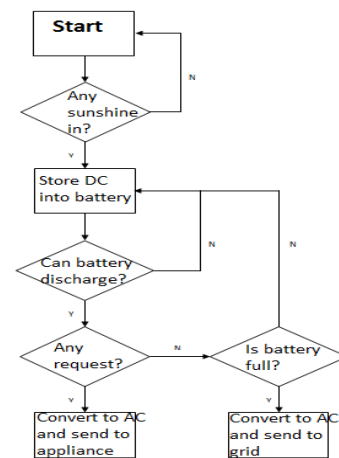 Start
N
Any
sunshine
in?
Y
Store DC
into battery
N
N
Can battery
discharge?
Y
Any
request?
N
Is battery
full?
Y
Y
Convert to AC
and send to
appliance
Convert to AC
and send to
grid